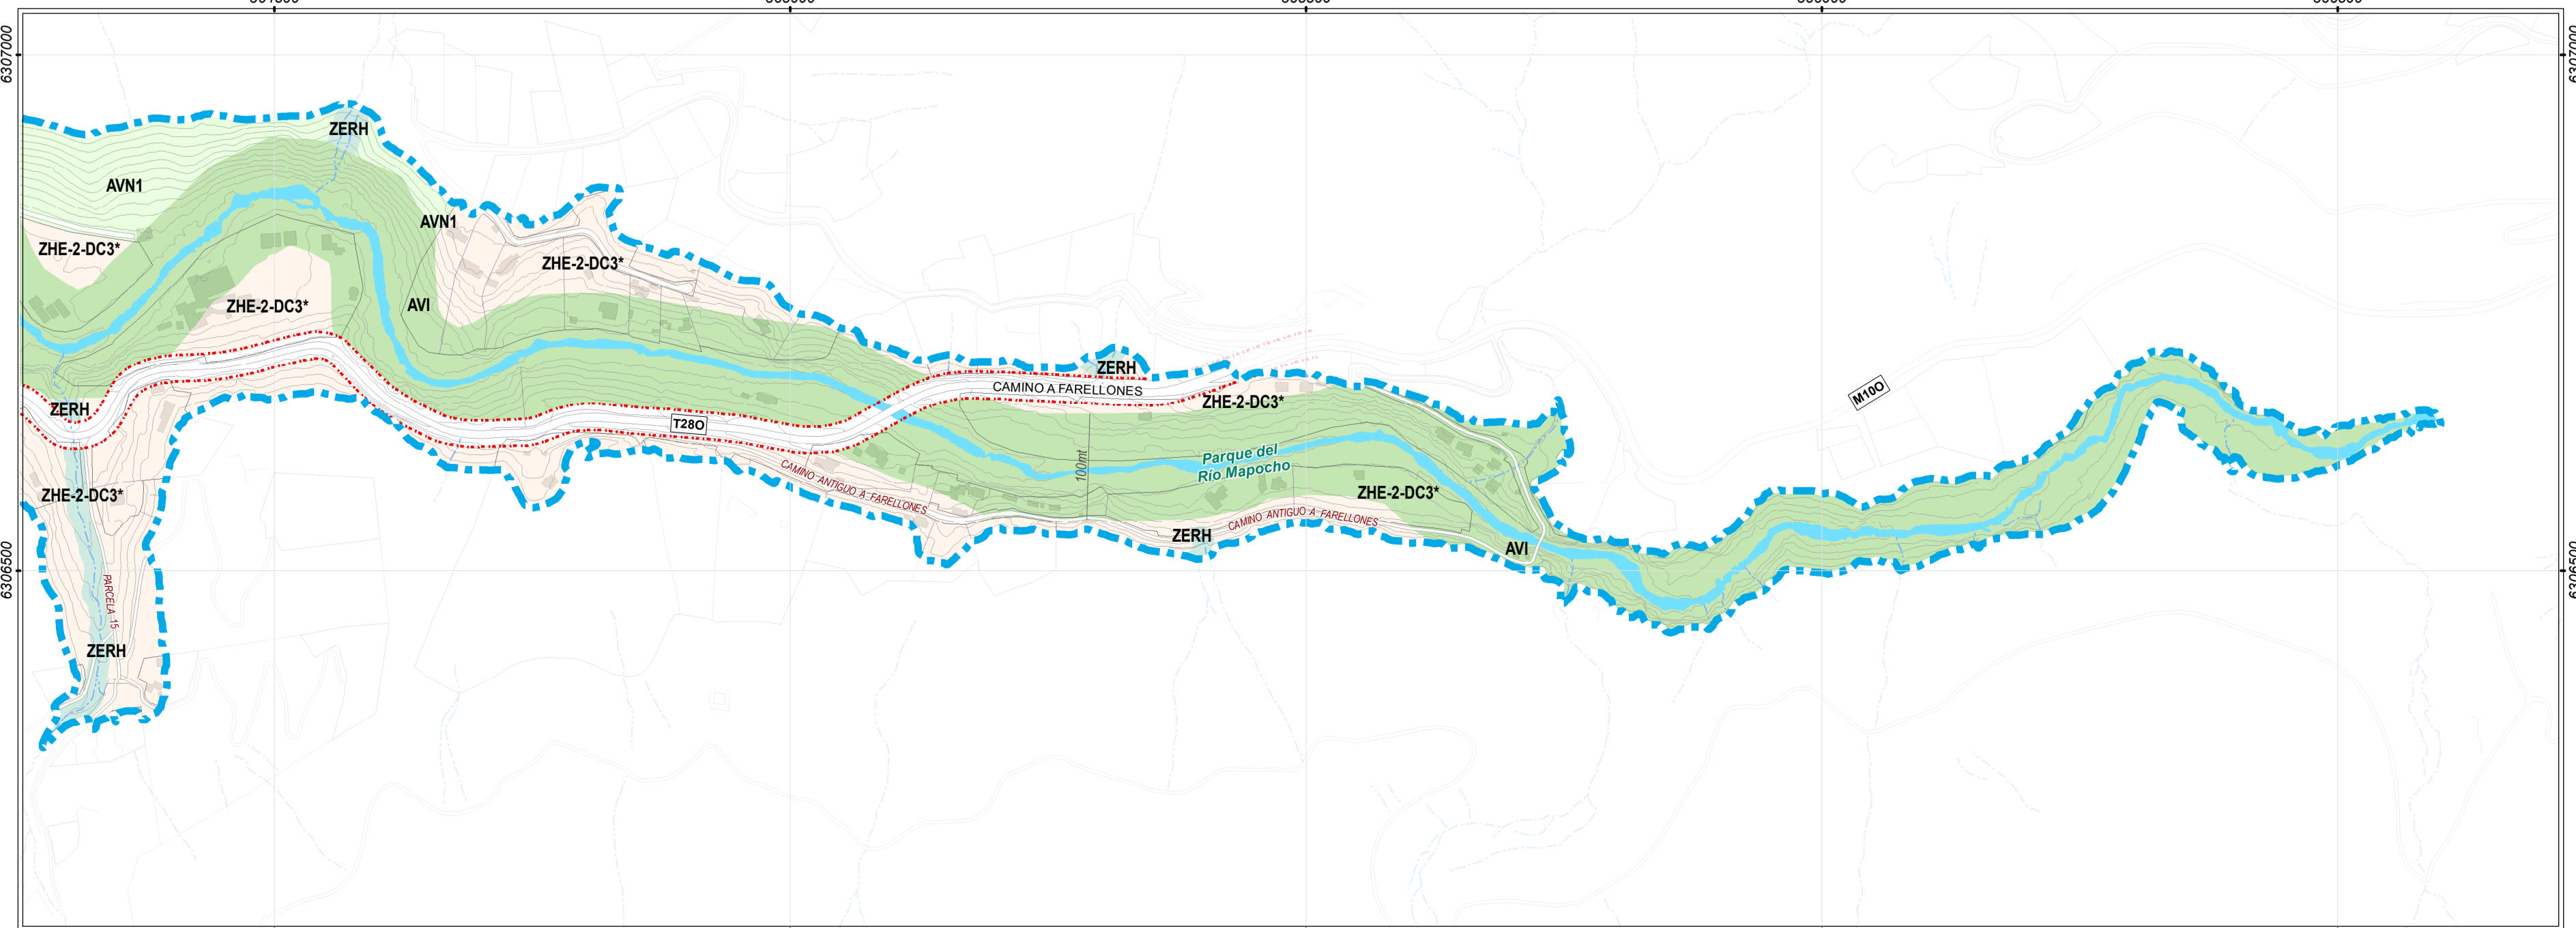 6307000
6307000
ZERH
AVN1
AVN1
ZHE-2-DC3*
ZHE-2-DC3*
ZHE-2-DC3*
AVI
ZERH
CAMINO A FARELLONES
ZHE-2-DC3*
M10O
ZERH
T28O
Parque del
Río Mapocho
100mt
CAMINO ANTIGUO A FARELLONES
ZHE-2-DC3*
ZHE-2-DC3*
CAMINO ANTIGUO A FARELLONES
ZERH
AVI
6306500
6306500
PARCELA 15
ZERH